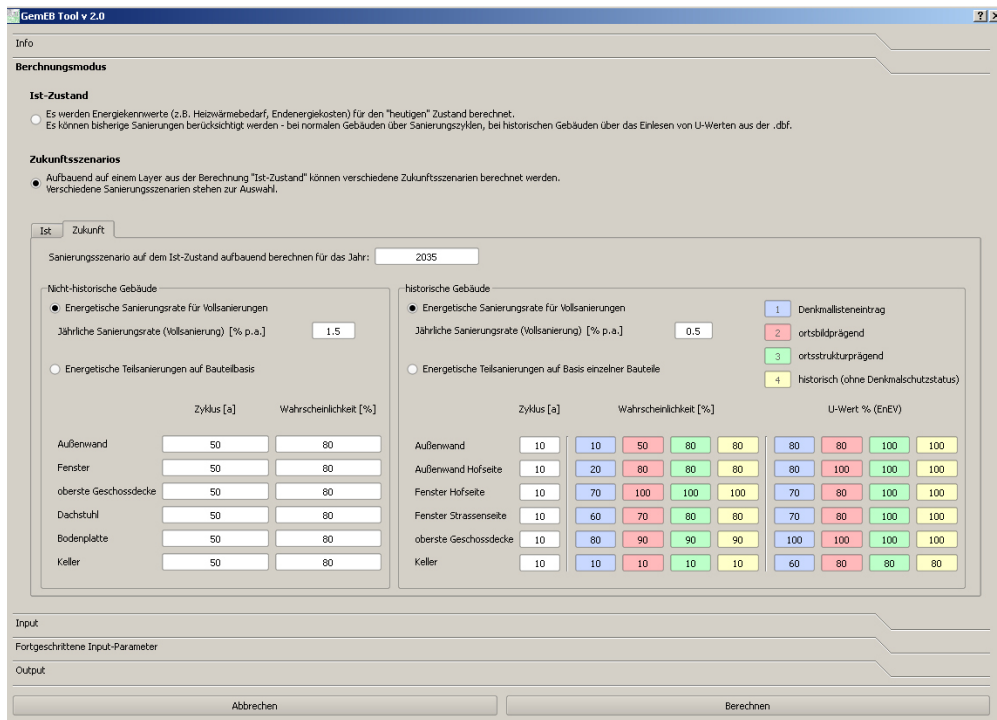 GemEB Tool v 2.0
Info
Berchnungsmodus
Ist-Zustand
Es werden Energiekennwerte (z.B. Heizwärmebedarf, Endenergiekosten) für den "heutigen" Zustand berechnet.
Es können bisherige Sanierungen berücksichtigt werden - bei normalen Gebäuden über Sanierungszyklen, bei historischen Gebäuden über das Einlesen von U-Werten aus der .dbf.
Zukunftsszenarios
Aufbauend auf einem Layer aus der Berechnung "Ist-Zustand" können verschiedene Zukunftsszenarien berechnet werden.
Verschiedene Sanierungsszenarien stehen zur Auswahl.
Ist Zukunft
Sanierungsszenario auf dem Ist-Zustand aufbauend berechnen für das Jahr: 2035
Nicht-historische Gebäude
Energetische Sanierungsrate für Vollsanierungen
Jährliche Sanierungsrate (Vollsanierung) [% p.a.] 1.5
Energetische Teilsanierungen auf Bauteilbasis
Zyklus [a] Wahrscheinlichkeit [%]
Außenwand 50 80
Fenster 50 80
oberste Geschossdecke 50 80
Dachstuhl 50 80
Bodenplatte 50 80
Keller 50 80
historische Gebäude
Energetische Sanierungsrate für Vollsanierungen
Jährliche Sanierungsrate (Vollsanierung) [% p.a.] 0.5
Energetische Teilsanierungen auf Basis einzelner Bauteile
1 Denkmallisteneintrag
2 ortsbildprägend
3 ortsstrukturprägend
4 historisch (ohne Denkmalschutzstatus)
Zyklus [a] Wahrscheinlichkeit [%] U-Wert % (EnEV)
Außenwand 10 10 50 80 80 80 80 100 100
Außenwand Hofseite 10 20 80 80 80 80 100 100 100
Fenster Hofseite 10 70 100 100 100 70 80 100 100
Fenster Strassenseite 10 60 70 80 80 70 80 100 100
oberste Geschossdecke 10 80 90 90 90 100 100 100 100
Keller 10 10 10 10 10 60 80 80 80
Input
Fortgeschrittene Input-Parameter
Output
Abbrechen Berechnen